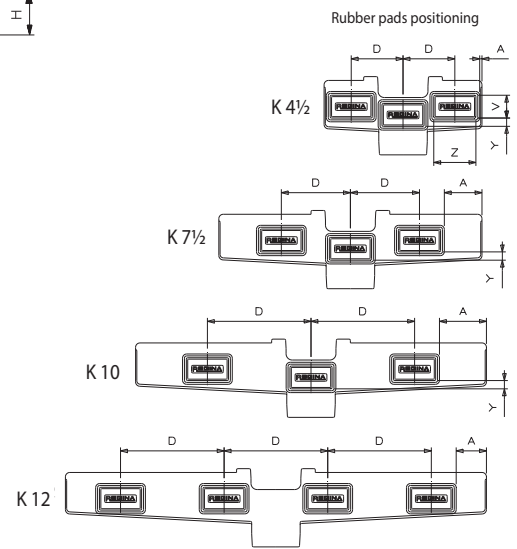 H
Rubber pads positioning
D D A
K 4½
REGINA REGINA REGINA
V
Y
Z
D D A
K 7½
REGINA REGINA REGINA
Y
D D A
K 10
REGINA REGINA REGINA
Y
D D D A
K 12
REGINA REGINA REGINA REGINA